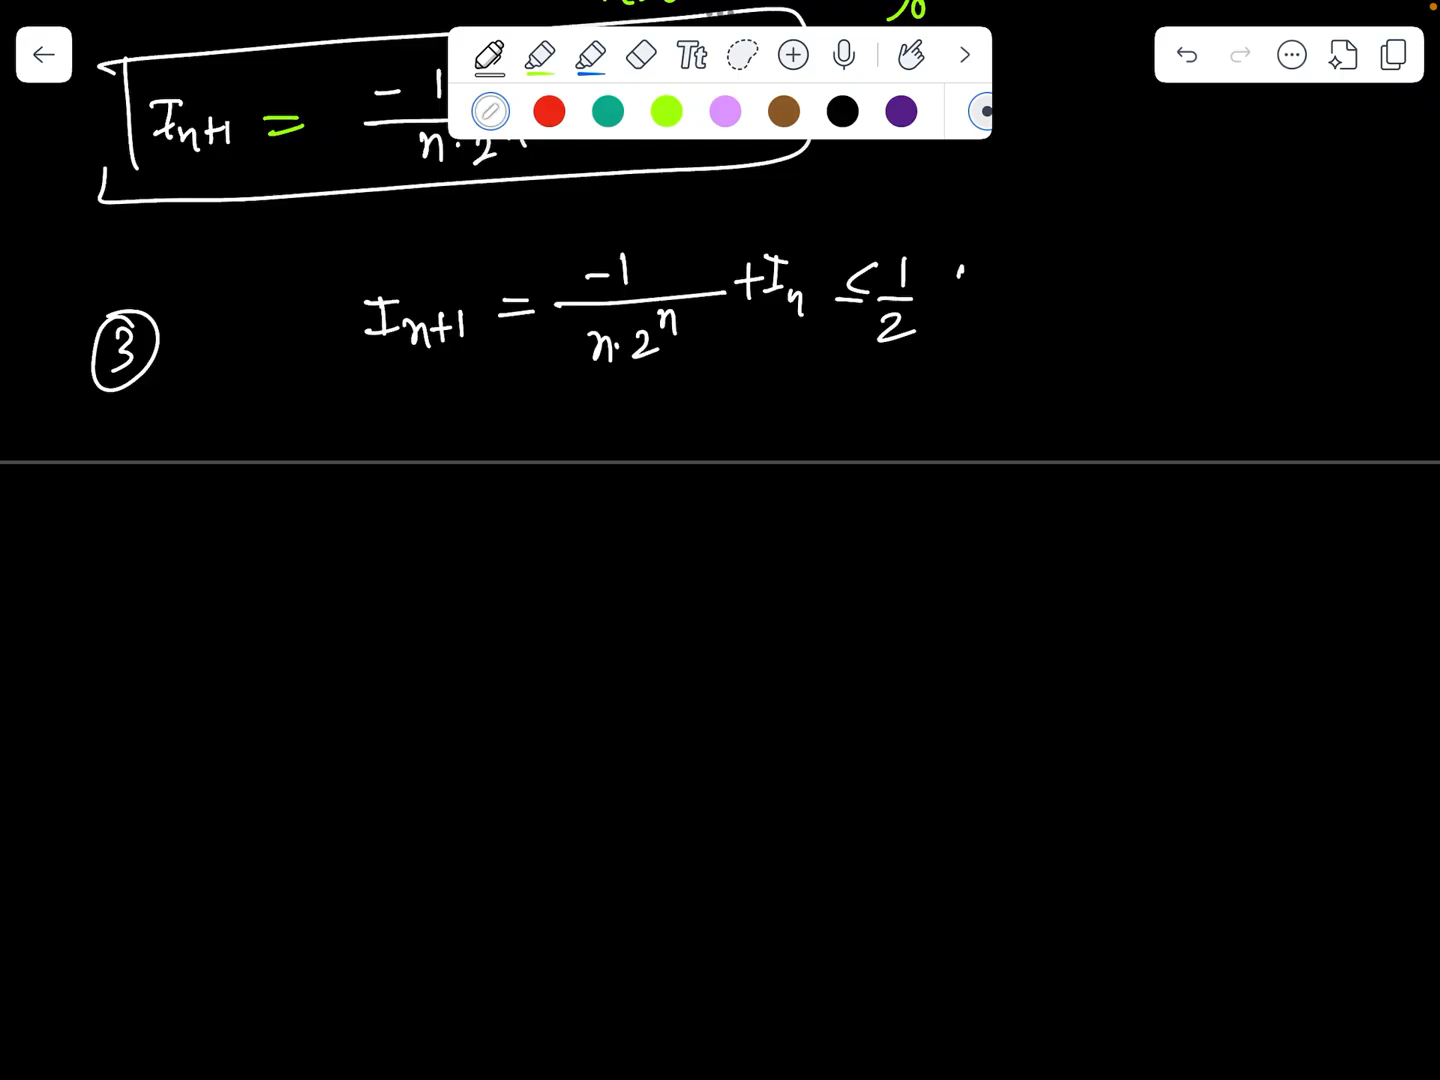 Tt
I_{n+1} = -1 / n·2^n
③ I_{n+1} = -1 / n·2^n + I_n ≤ 1/2